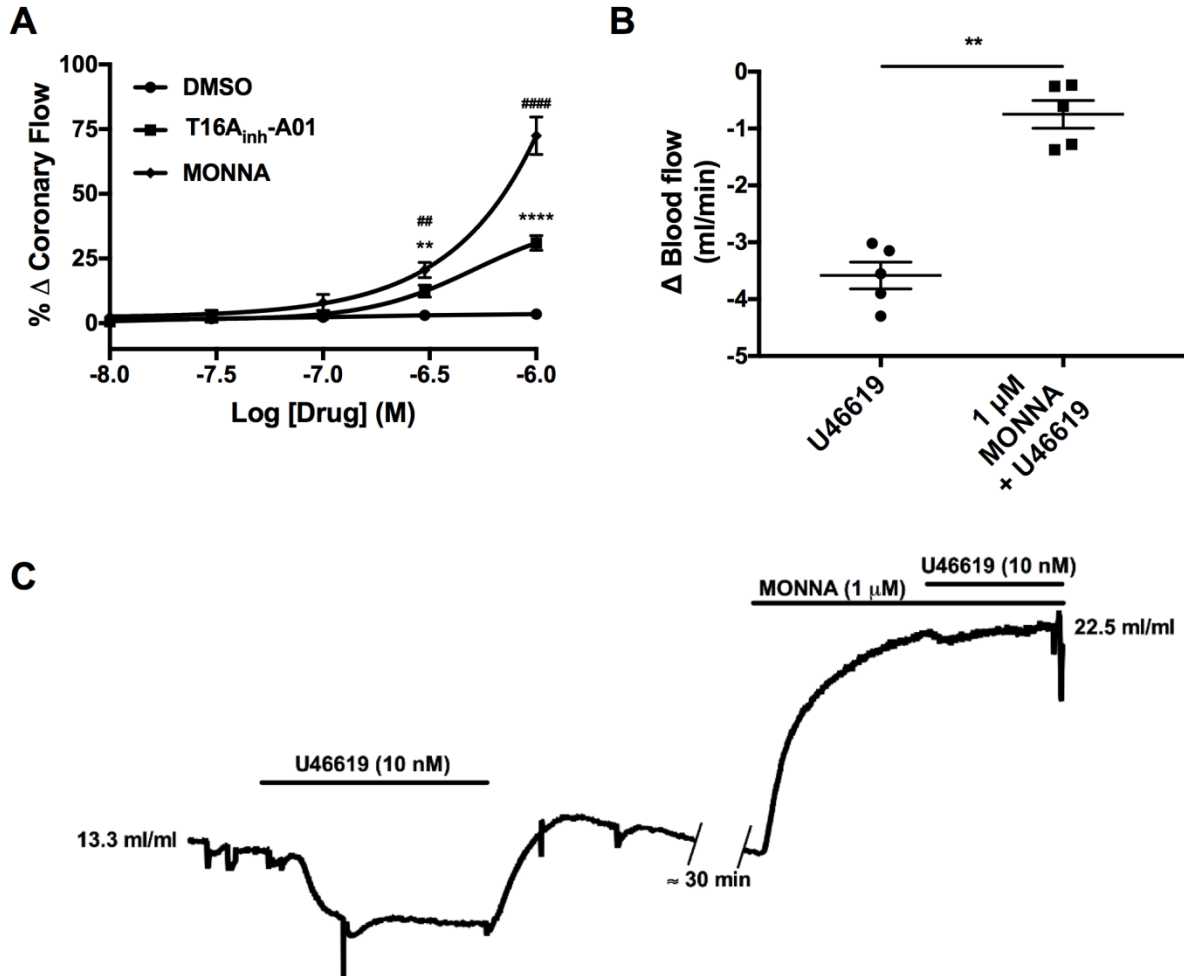 A
% Δ Coronary Flow
100
75
50
25
0
DMSO
T16Ainh-A01
MONNA
##
**
####
****
-8.0 -7.5 -7.0 -6.5 -6.0
Log [Drug] (M)
B
**
Δ Blood flow
(ml/min)
0
-1
-2
-3
-4
-5
U46619
1 µM
MONNA
+ U46619
C
U46619 (10 nM)
MONNA (1 µM)
22.5 ml/ml
U46619 (10 nM)
13.3 ml/ml
≈ 30 min